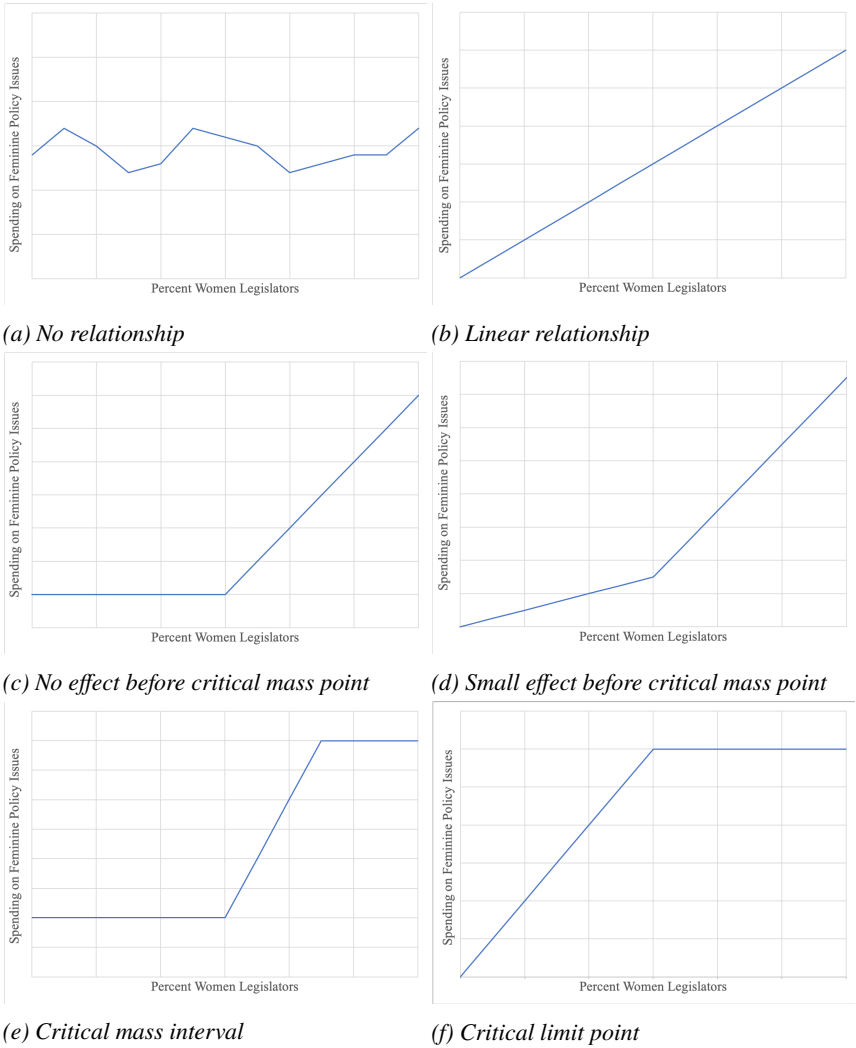 Spending on Feminine Policy Issues
Percent Women Legislators
(a) No relationship
Spending on Feminine Policy Issues
Percent Women Legislators
(b) Linear relationship
Spending on Feminine Policy Issues
Percent Women Legislators
(c) No effect before critical mass point
Spending on Feminine Policy Issues
Percent Women Legislators
(d) Small effect before critical mass point
Spending on Feminine Policy Issues
Percent Women Legislators
(e) Critical mass interval
Spending on Feminine Policy Issues
Percent Women Legislators
(f) Critical limit point